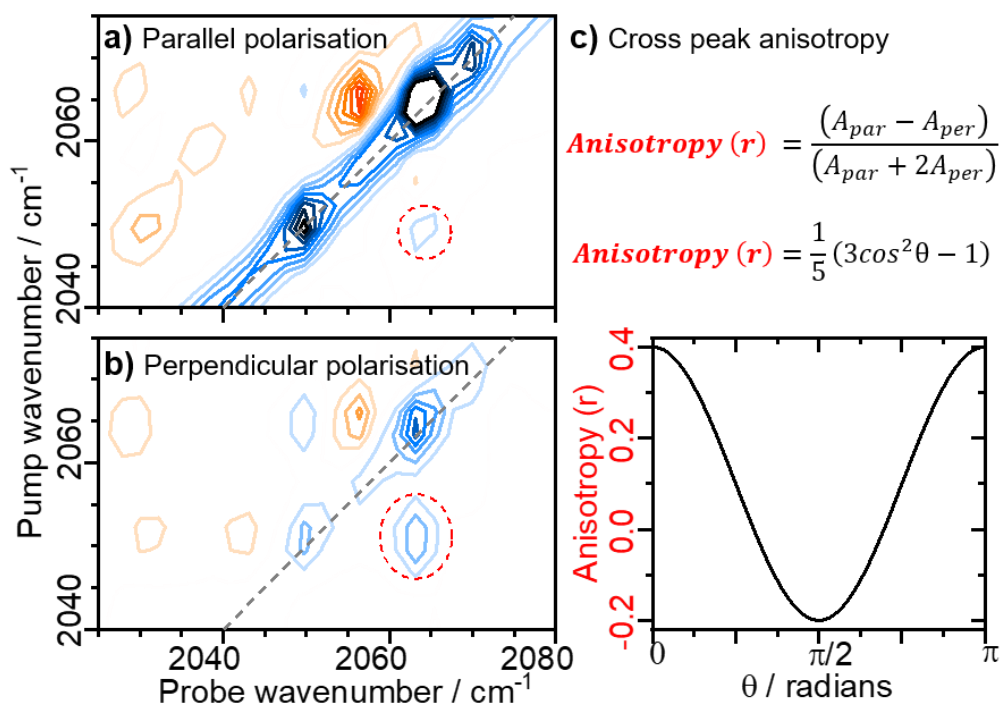 a) Parallel polarisation
c) Cross peak anisotropy
Anisotropy (r) = (A_par − A_per) / (A_par + 2A_per)
Anisotropy (r) = 1/5 (3cos²θ − 1)
b) Perpendicular polarisation
Pump wavenumber / cm⁻¹
2060
2040
2060
2040
2040
2060
2080
Probe wavenumber / cm⁻¹
Anisotropy (r)
0.4
0.2
0.0
-0.2
0
π/2
π
θ / radians